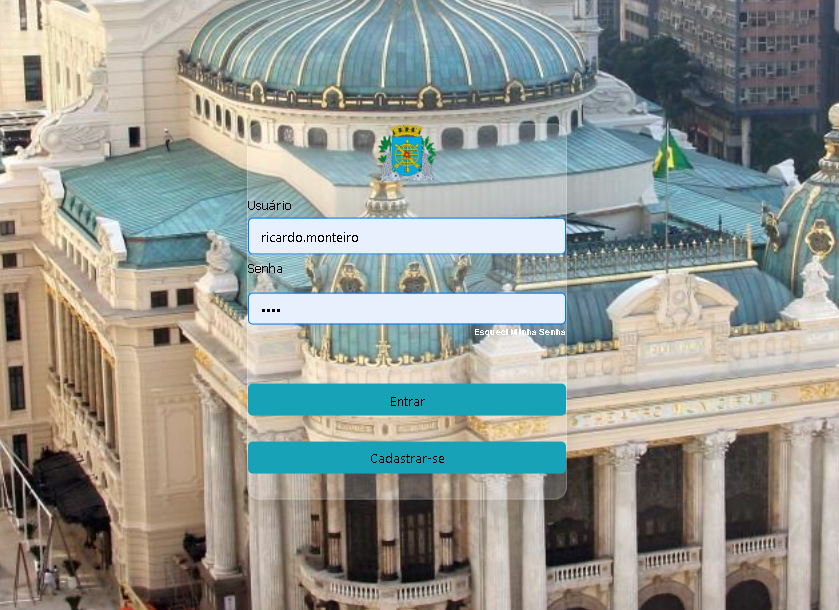 Usuário
ricardo.monteiro
Senha
••••
Esqueci Minha Senha
Entrar
Cadastrar-se